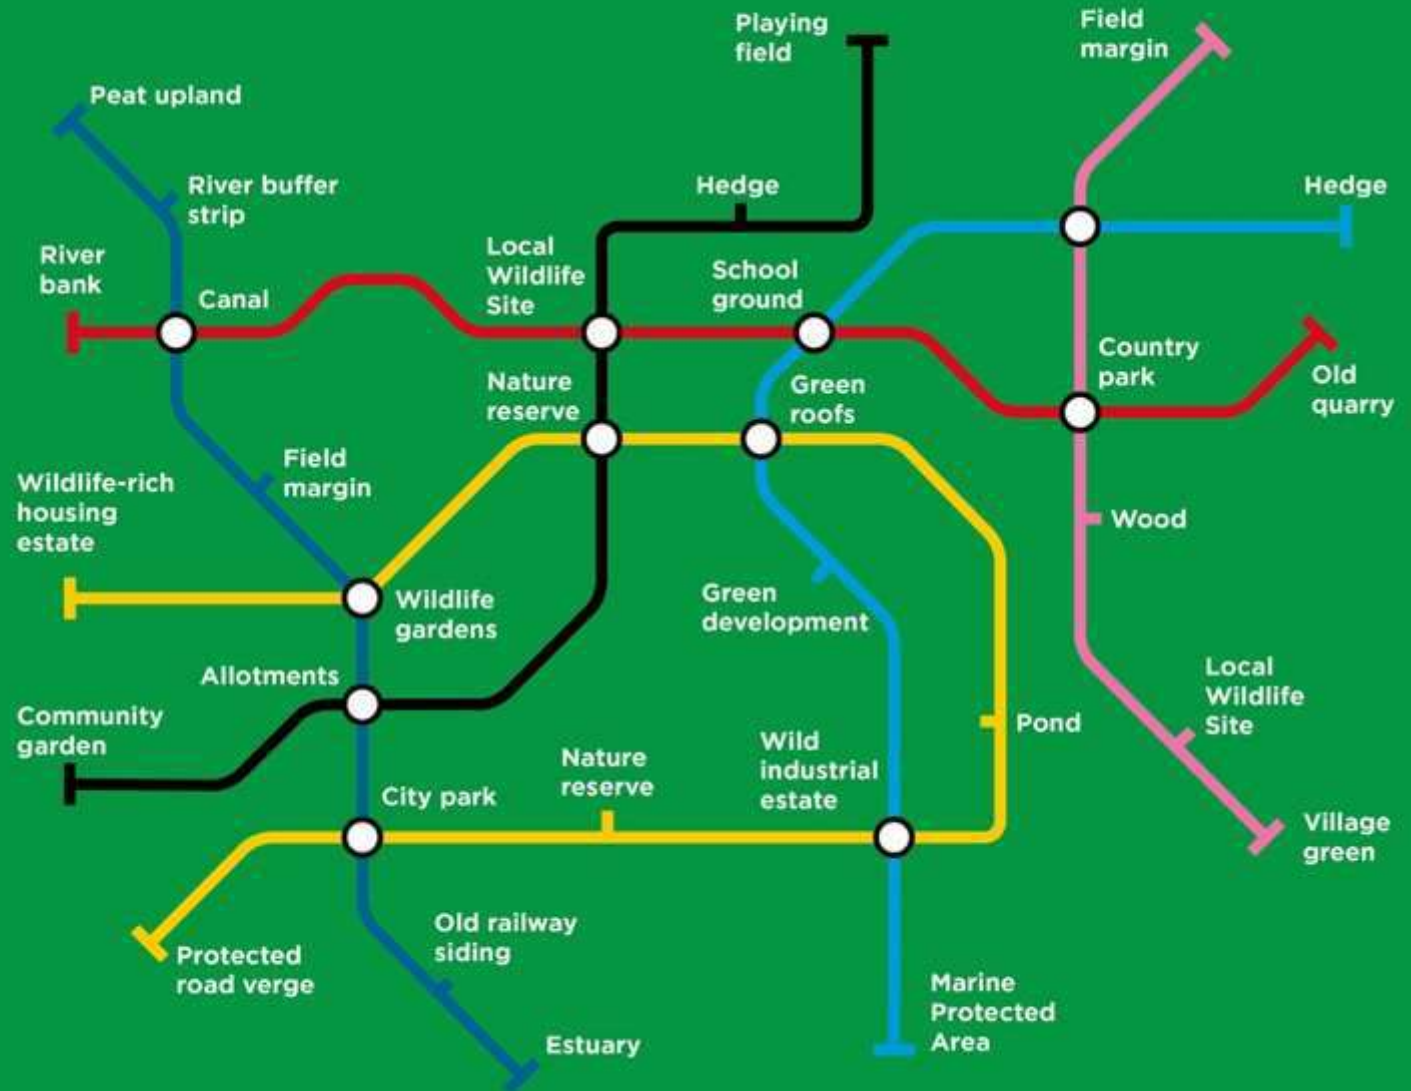 Playing
field
Field
margin
Peat upland
River buffer
strip
Hedge
Hedge
River
bank
Local
Wildlife
Site
School
ground
Canal
Country
park
Nature
reserve
Green
roofs
Old
quarry
Field
margin
Wildlife-rich
housing
estate
Wood
Wildlife
gardens
Green
development
Allotments
Local
Wildlife
Site
Community
garden
Pond
Nature
reserve
Wild
industrial
estate
City park
Village
green
Old railway
siding
Protected
road verge
Marine
Protected
Area
Estuary